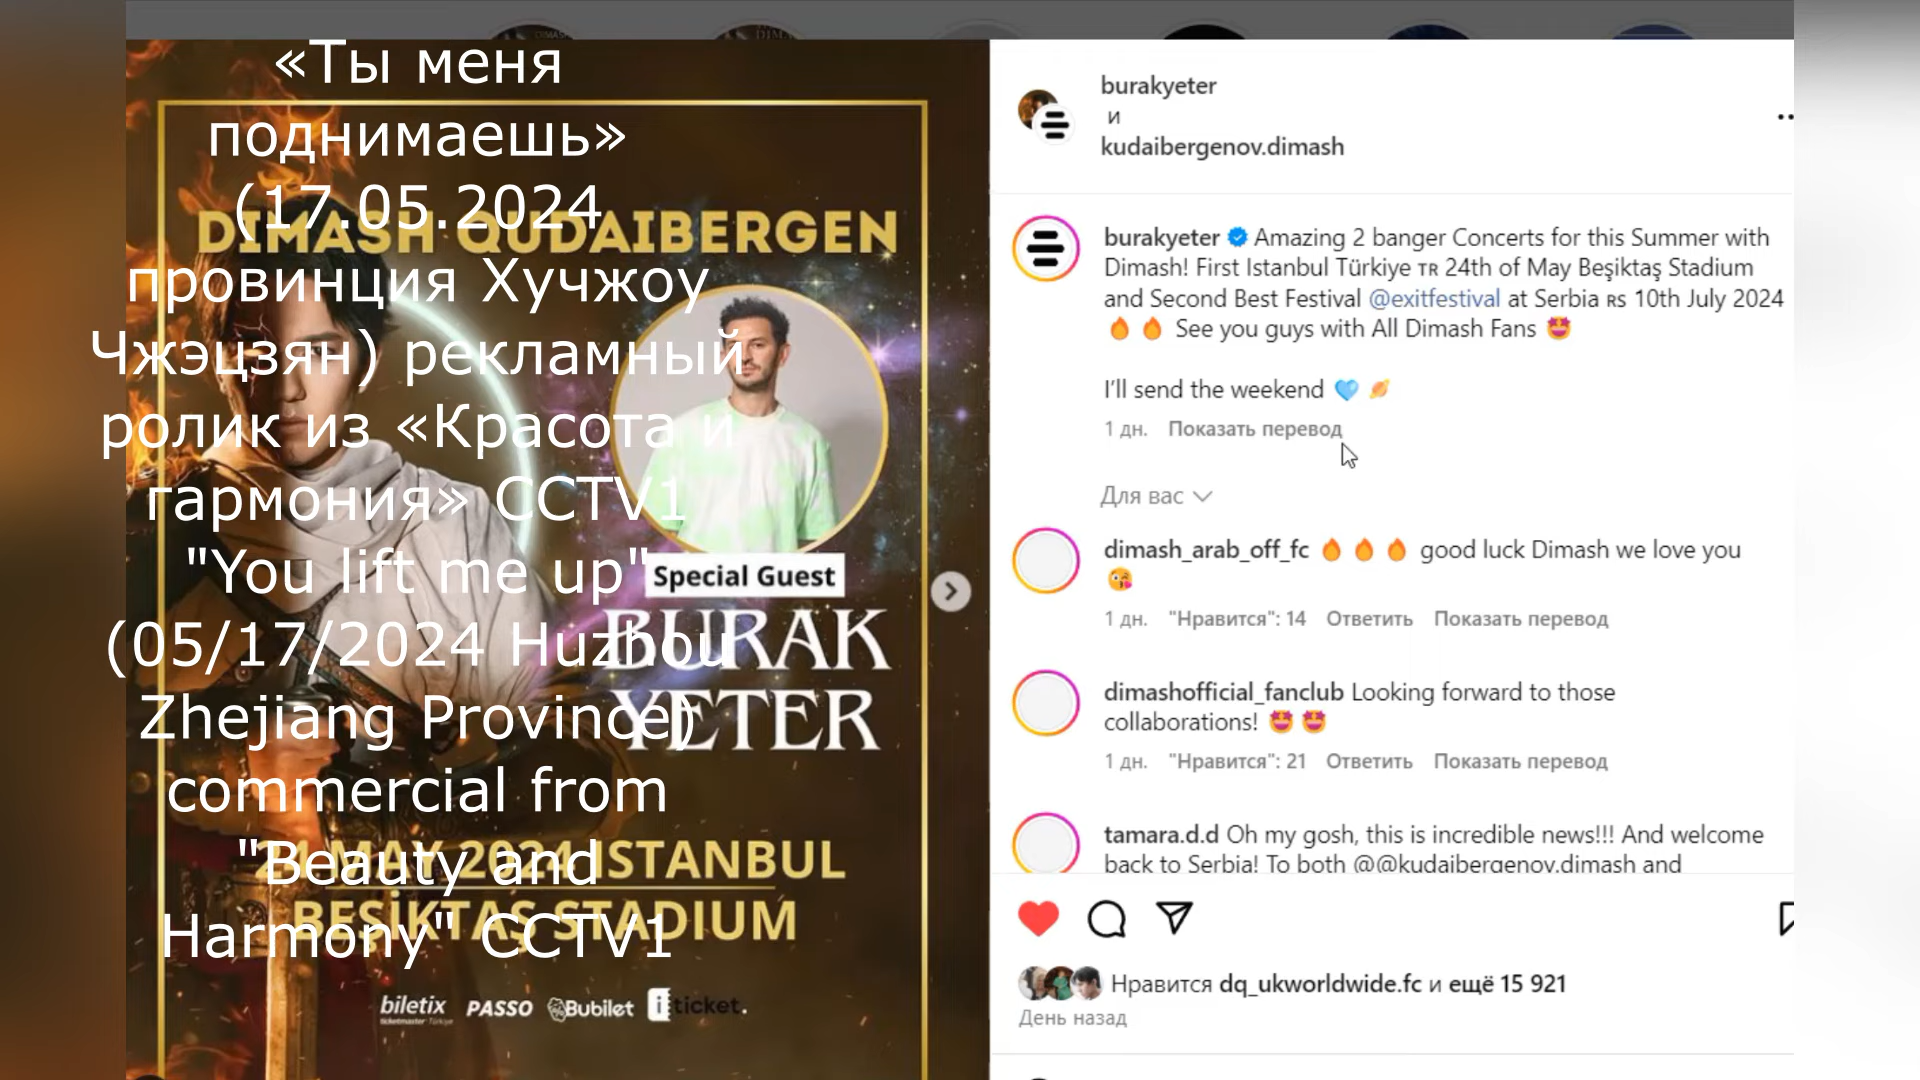 «Ты меня
поднимаешь»
(17.05.2024
провинция Хучжоу
Чжэцзян) рекламный
ролик из «Красота и
гармония» CCTV1
"You lift me up"
(05/17/2024 Huzhou
Zhejiang Province)
commercial from
"Beauty and
Harmony" CCTV1
DIMASH QUDAIBERGEN
Special Guest
BURAK
YETER
24 MAY 2024 ISTANBUL
BEŞİKTAŞ STADIUM
biletix
PASSO
Bubilet
iticket.
burakyeter
и
kudaibergenov.dimash
burakyeter Amazing 2 banger Concerts for this Summer with
Dimash! First Istanbul Türkiye TR 24th of May Beşiktaş Stadium
and Second Best Festival @exitfestival at Serbia RS 10th July 2024
🔥 🔥 See you guys with All Dimash Fans 🤩
I’ll send the weekend 🩵 🪐
1 дн. Показать перевод
Для вас
dimash_arab_off_fc 🔥 🔥 🔥 good luck Dimash we love you
😘
1 дн. "Нравится": 14 Ответить Показать перевод
dimashofficial_fanclub Looking forward to those
collaborations! 🤩 🤩
1 дн. "Нравится": 21 Ответить Показать перевод
tamara.d.d Oh my gosh, this is incredible news!!! And welcome
back to Serbia! To both @@kudaibergenov.dimash and
Нравится dq_ukworldwide.fc и ещё 15 921
День назад